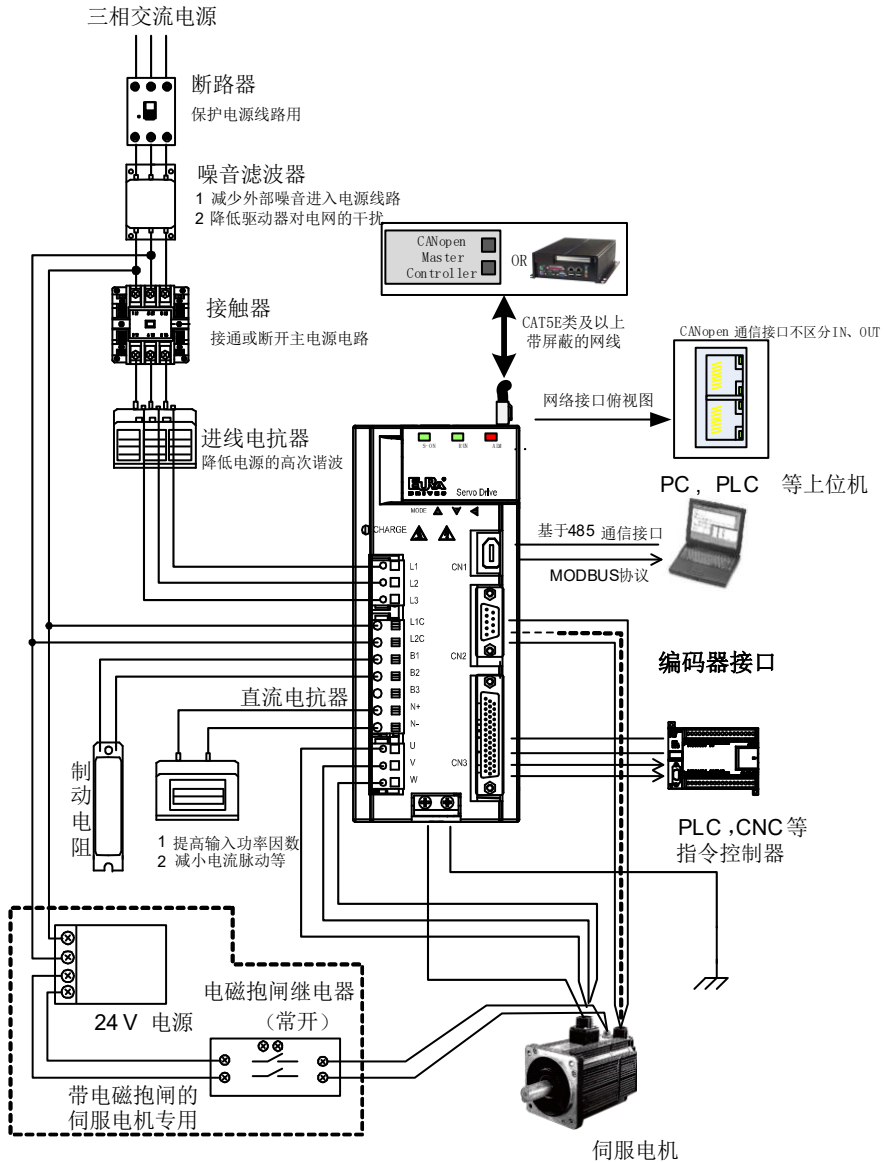 三相交流电源
断路器
保护电源线路用
噪音滤波器
1 减少外部噪音进入电源线路
2 降低驱动器对电网的干扰
CANopen
Master
Controller
OR
接触器
接通或断开主电源电路
CAT5E类及以上
带屏蔽的网线
CANopen 通信接口不区分IN、OUT
网络接口俯视图
进线电抗器
降低电源的高次谐波
S-ON
RUN
ALM
EURA
DRIVES
Servo Drive
MODE
CHARGE
PC，PLC 等上位机
基于485 通信接口
MODBUS协议
L1
L2
L3
L1C
L2C
B1
B2
B3
N+
N-
U
V
W
CN1
CN2
CN3
编码器接口
直流电抗器
制动电阻
1 提高输入功率因数
2 减小电流脉动等
PLC ,CNC 等
指令控制器
24 V 电源
电磁抱闸继电器
（常开）
带电磁抱闸的
伺服电机专用
伺服电机